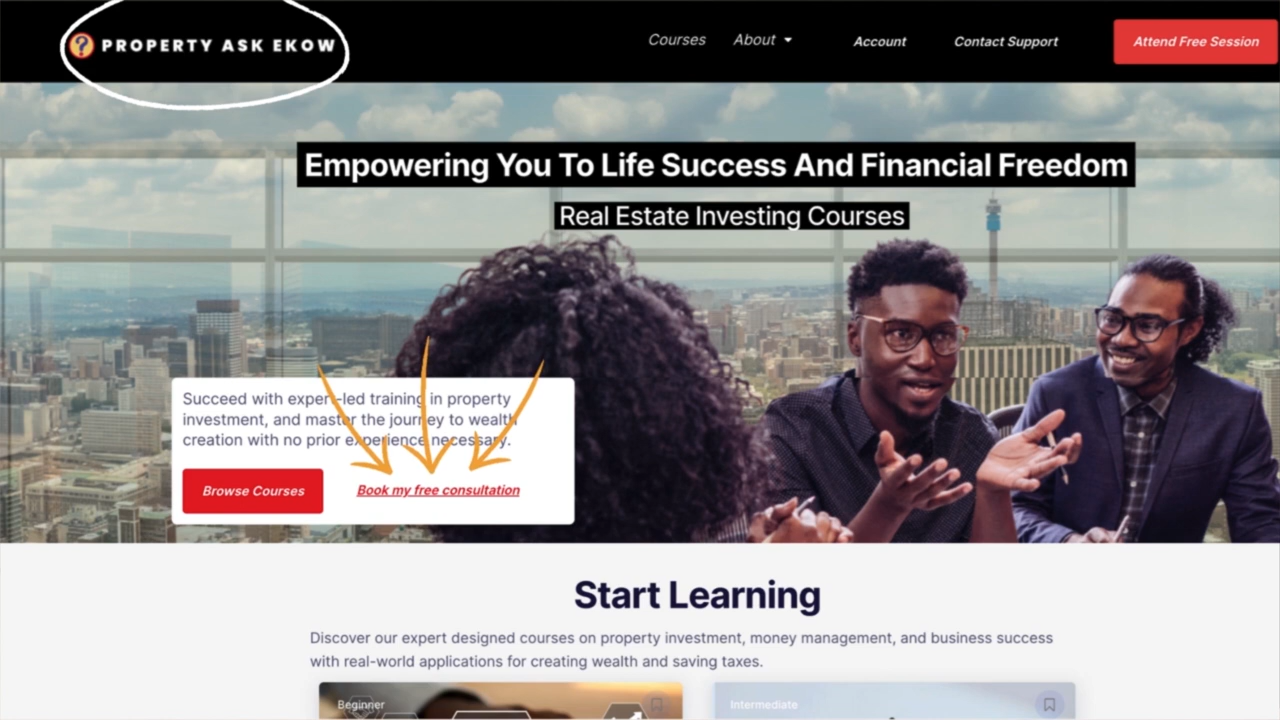 PROPERTY ASK EKOW
Courses
About
Account
Contact Support
Attend Free Session
Empowering You To Life Success And Financial Freedom
Real Estate Investing Courses
Succeed with expert-led training in property
investment, and master the journey to wealth
creation with no prior experience necessary.
Browse Courses
Book my free consultation
Start Learning
Discover our expert designed courses on property investment, money management, and business success
with real-world applications for creating wealth and saving taxes.
Beginner
Intermediate